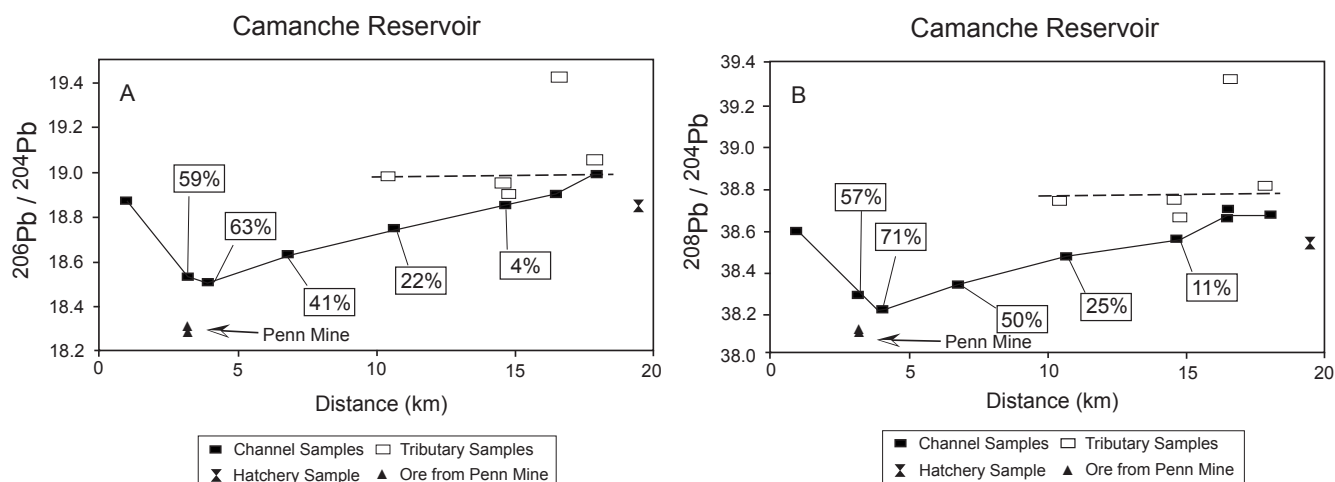 Camanche Reservoir
A
206Pb / 204Pb
19.4
19.2
19.0
18.8
18.6
18.4
18.2
59%
63%
41%
22%
4%
Penn Mine
0 5 10 15 20
Distance (km)
Channel Samples Tributary Samples
Hatchery Sample Ore from Penn Mine
Camanche Reservoir
B
208Pb / 204Pb
39.4
39.2
39.0
38.8
38.6
38.4
38.2
38.0
57%
71%
50%
25%
11%
Penn Mine
0 5 10 15 20
Distance (km)
Channel Samples Tributary Samples
Hatchery Sample Ore from Penn Mine